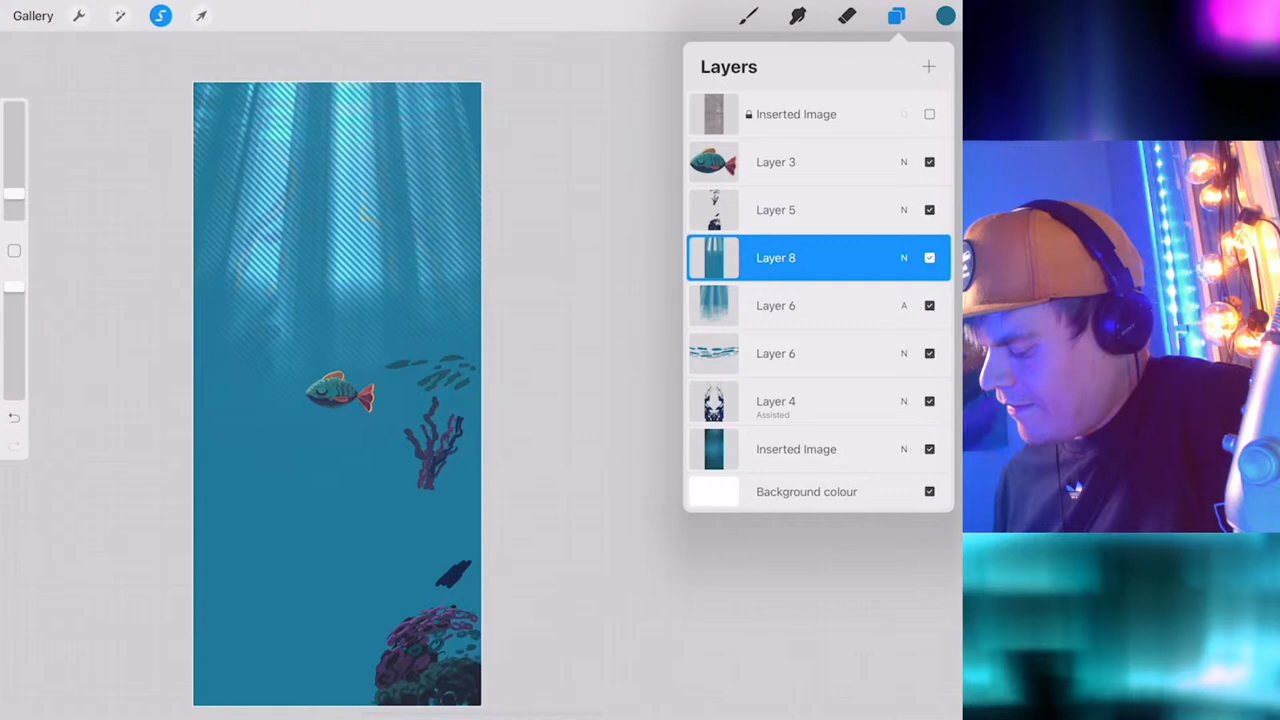 Gallery
Layers
Inserted Image
Layer 3 N
Layer 5 N
Layer 8 N
Layer 6 A
Layer 6 N
Layer 4 N
Assisted
Inserted Image N
Background colour